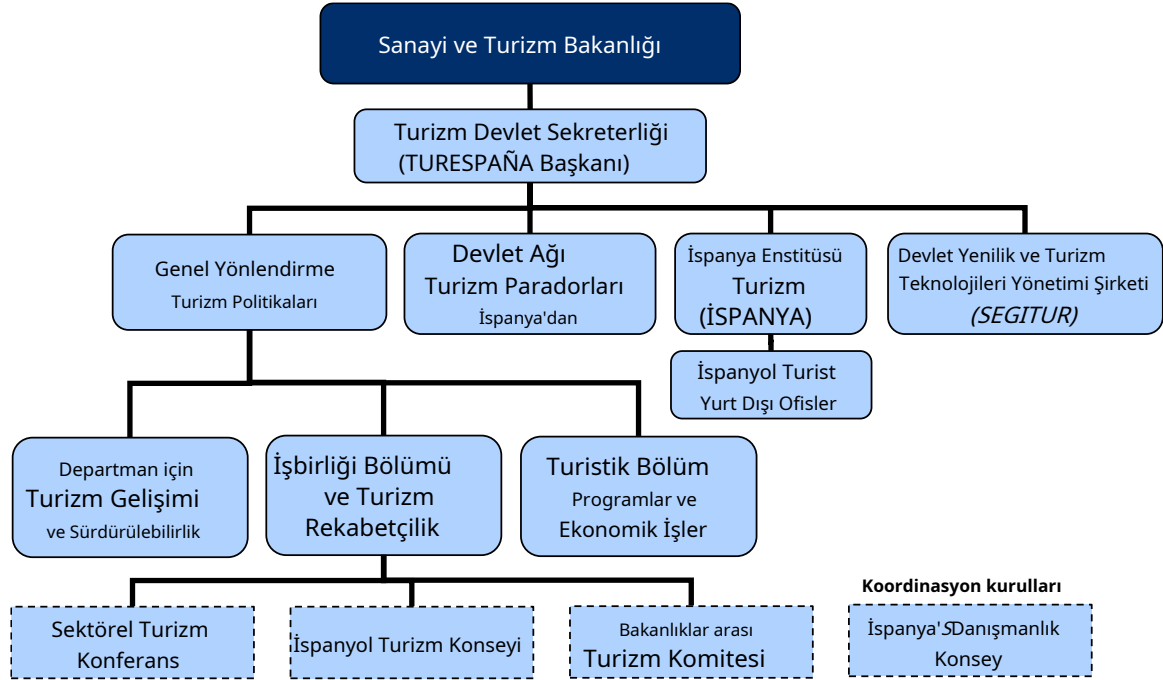 Sanayi ve Turizm Bakanlığı
Turizm Devlet Sekreterliği
(TURESPAÑA Başkanı)
Genel Yönlendirme
Turizm Politikaları
Devlet Ağı
Turizm Paradorları
İspanya'dan
İspanya Enstitüsü
Turizm
(İSPANYA)
Devlet Yenilik ve Turizm
Teknolojileri Yönetimi Şirketi
(SEGITUR)
İspanyol Turist
Yurt Dışı Ofisler
Departman için
Turizm Gelişimi
ve Sürdürülebilirlik
İşbirliği Bölümü
ve Turizm
Rekabetçilik
Turistik Bölüm
Programlar ve
Ekonomik İşler
Koordinasyon kurulları
Sektörel Turizm
Konferans
İspanyol Turizm Konseyi
Bakanlıklar arası
Turizm Komitesi
İspanya'SDanışmanlık
Konsey